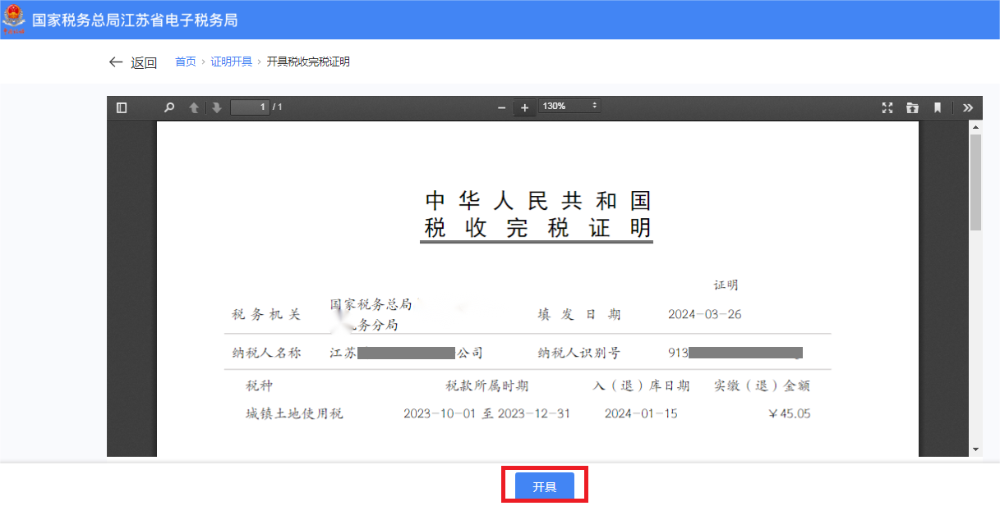 国家税务总局江苏省电子税务局
返回 首页 › 证明开具 › 开具税收完税证明
1 / 1 130%
中华人民共和国
税收完税证明
证明
税务机关 国家税务总局 填发日期 2024-03-26
务分局
纳税人名称 江苏 公司 纳税人识别号 913
税种 税款所属时期 入（退）库日期 实缴（退）金额
城镇土地使用税 2023-10-01 至 2023-12-31 2024-01-15 ￥45.05
开具